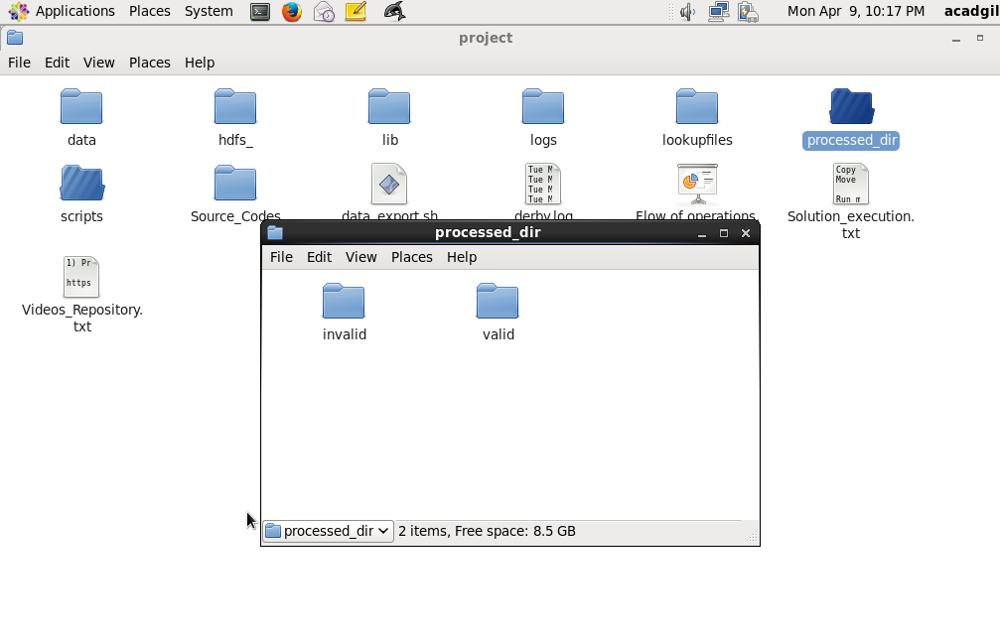 Applications Places System Mon Apr 9, 10:17 PM acadgil
project
File Edit View Places Help
data hdfs_ lib logs lookupfiles processed_dir
Tue M
Tue M
Tue M
Tue M
Copy
Move
Run m
scripts Source_Codes data_export.sh derby.log Flow of operations. Solution_execution.
txt
processed_dir
File Edit View Places Help
1) Pr
https
Videos_Repository.
txt
invalid valid
processed_dir 2 items, Free space: 8.5 GB